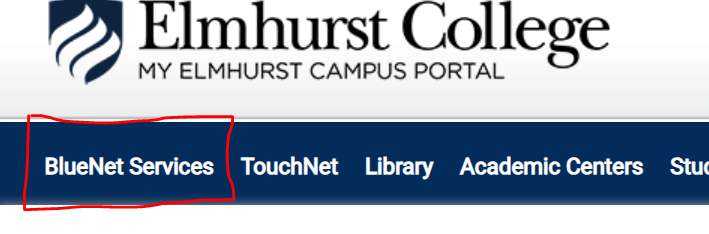 Elmhurst College
MY ELMHURST CAMPUS PORTAL
BlueNet Services TouchNet Library Academic Centers